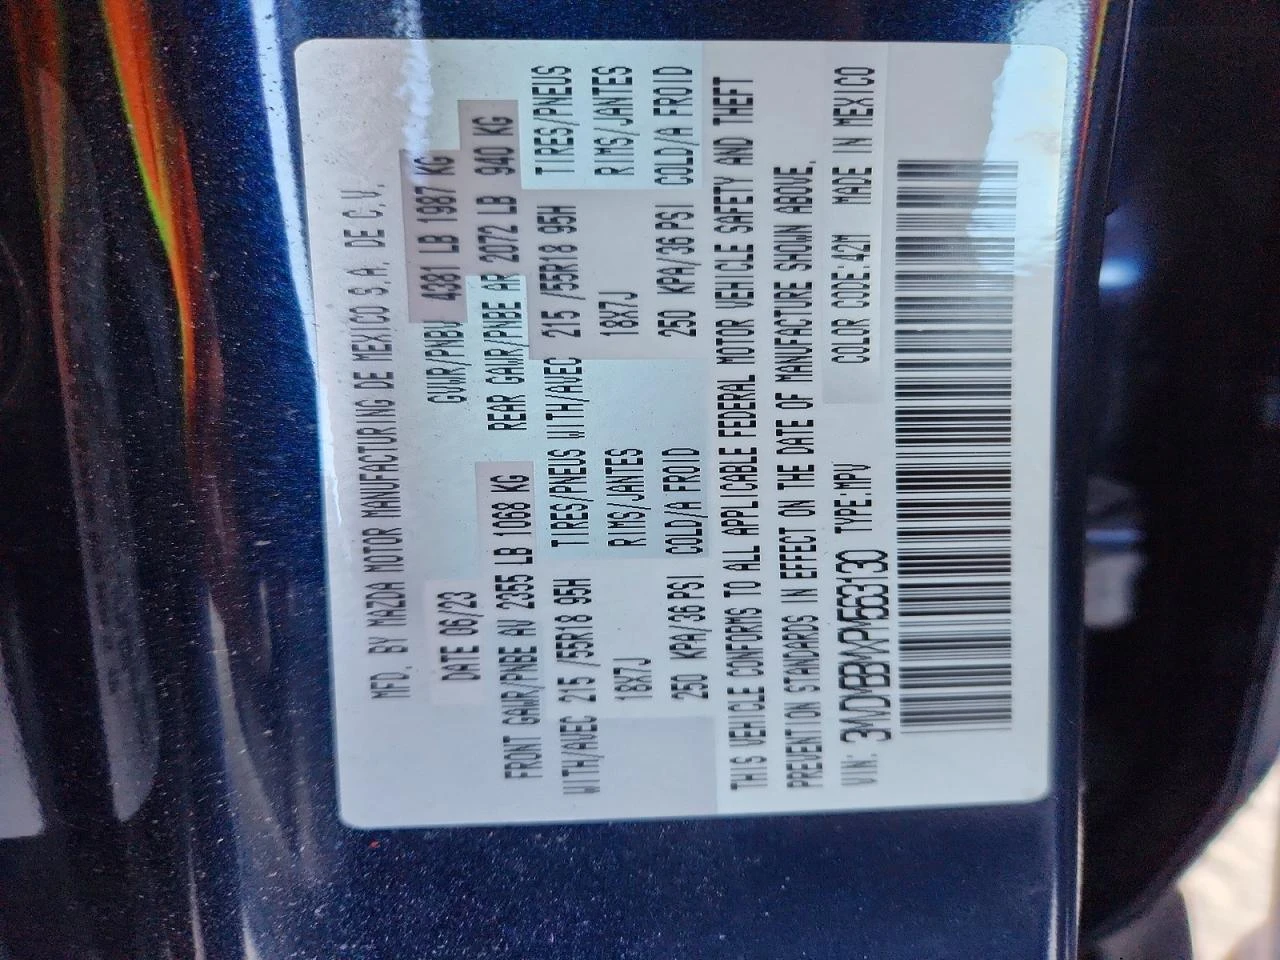 MFD. BY MAZDA MOTOR MANUFACTURING DE MEXICO S.A. DE C.V.
DATE 06/23 GVWR/PNBV 4381 LB 1987 KG
FRONT GAWR/PNBE AV 2355 LB 1068 KG REAR GAWR/PNBE AR 2072 LB 940 KG
WITH/AVEC 215 /55R18 95H TIRES/PNEUS WITH/AVEC 215 /55R18 95H TIRES/PNEUS
18X7J RIMS/JANTES 18X7J RIMS/JANTES
250 KPA/36 PSI COLD/A FROID 250 KPA/36 PSI COLD/A FROID
THIS VEHICLE CONFORMS TO ALL APPLICABLE FEDERAL MOTOR VEHICLE SAFETY AND THEFT
PREVENTION STANDARDS IN EFFECT ON THE DATE OF MANUFACTURE SHOWN ABOVE.
VIN: TYPE:MPV COLOR CODE:42M MADE IN MEXICO